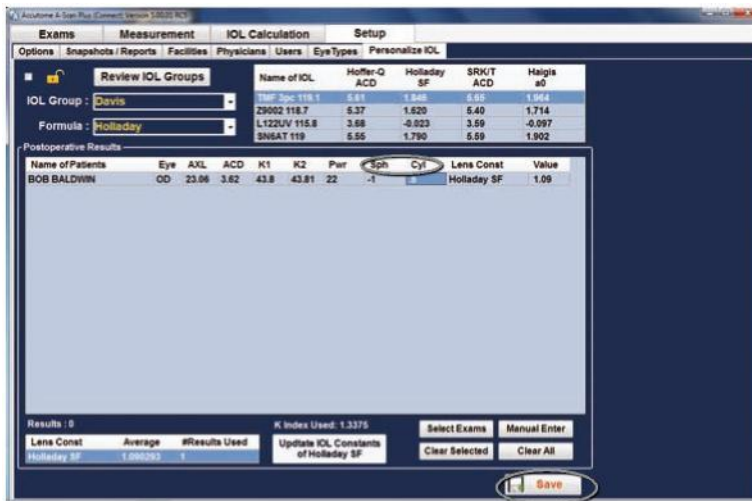 Accutome A-Scan Plus (Connect) Version 5.00.00 RC9
Exams Measurement IOL Calculation Setup
Options Snapshots / Reports Facilities Physicians Users Eye Types Personalize IOL
Review IOL Groups
IOL Group : Davis
Formula : Holladay
Name of IOL Hoffer-Q ACD Holladay SF SRK/T ACD Haigis a0
TMF 3pc 119.1 5.61 1.846 5.65 1.964
Z9002 118.7 5.37 1.620 5.40 1.714
L122UV 115.8 3.68 -0.023 3.59 -0.097
SN6AT 119 5.55 1.790 5.59 1.902
Postoperative Results
Name of Patients Eye AXL ACD K1 K2 Pwr Sph Cyl Lens Const Value
BOB BALDWIN OD 23.06 3.62 43.8 43.81 22 -1 Holladay SF 1.09
Results : 0 K Index Used: 1.3375
Select Exams Manual Enter
Lens Const Average #Results Used
Holladay SF 1.090293 1
Updtate IOL Constants
of Holladay SF
Clear Selected Clear All
Save